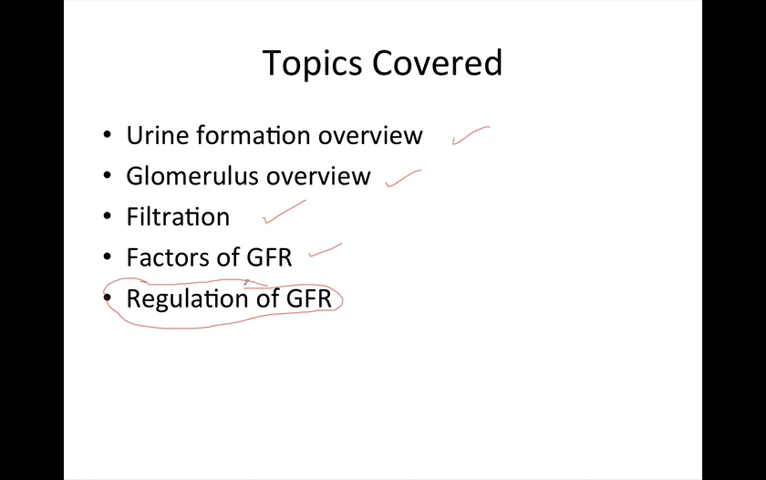 Topics Covered
• Urine formation overview
• Glomerulus overview
• Filtration
• Factors of GFR
• Regulation of GFR